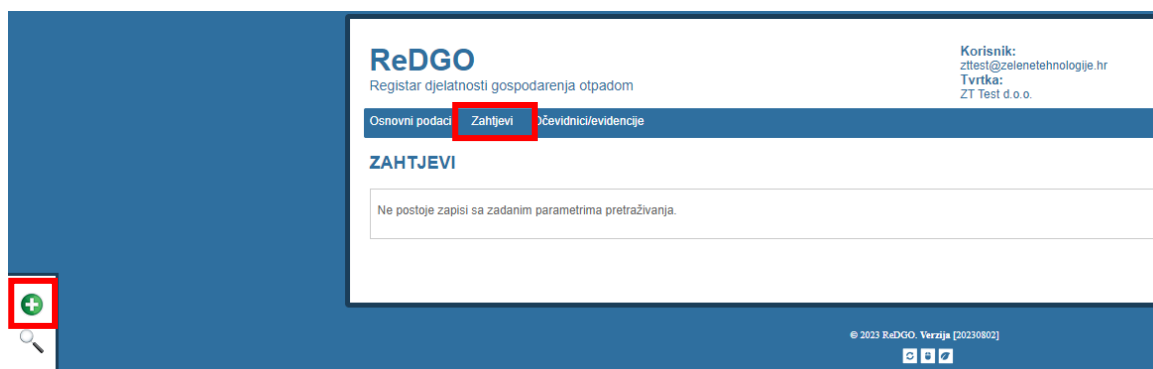 ReDGO
Registar djelatnosti gospodarenja otpadom
Korisnik:
zttest@zelenetehnologije.hr
Tvrtka:
ZT Test d.o.o.
Osnovni podaci Zahtjevi Očevidnici/evidencije
ZAHTJEVI
Ne postoje zapisi sa zadanim parametrima pretraživanja.
© 2023 ReDGO. Verzija [20230802]